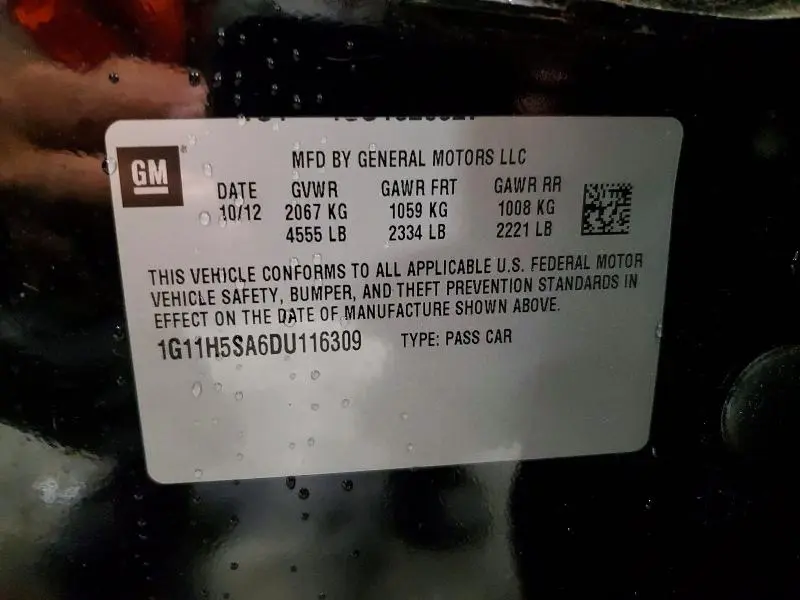 GM
MFD BY GENERAL MOTORS LLC
DATE GVWR GAWR FRT GAWR RR
10/12 2067 KG 1059 KG 1008 KG
4555 LB 2334 LB 2221 LB
THIS VEHICLE CONFORMS TO ALL APPLICABLE U.S. FEDERAL MOTOR
VEHICLE SAFETY, BUMPER, AND THEFT PREVENTION STANDARDS IN
EFFECT ON THE DATE OF MANUFACTURE SHOWN ABOVE.
1G11H5SA6DU116309 TYPE: PASS CAR